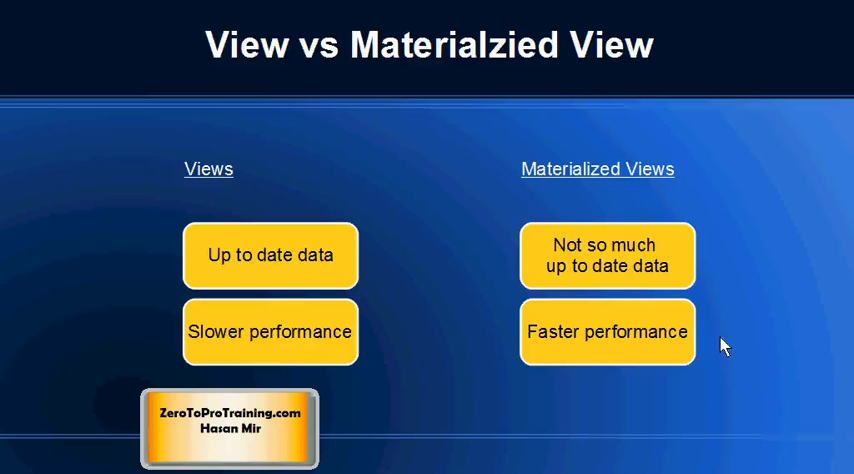 View vs Materialzied View
Views
Materialized Views
Up to date data
Not so much
up to date data
Slower performance
Faster performance
ZeroToProTraining.com
Hasan Mir